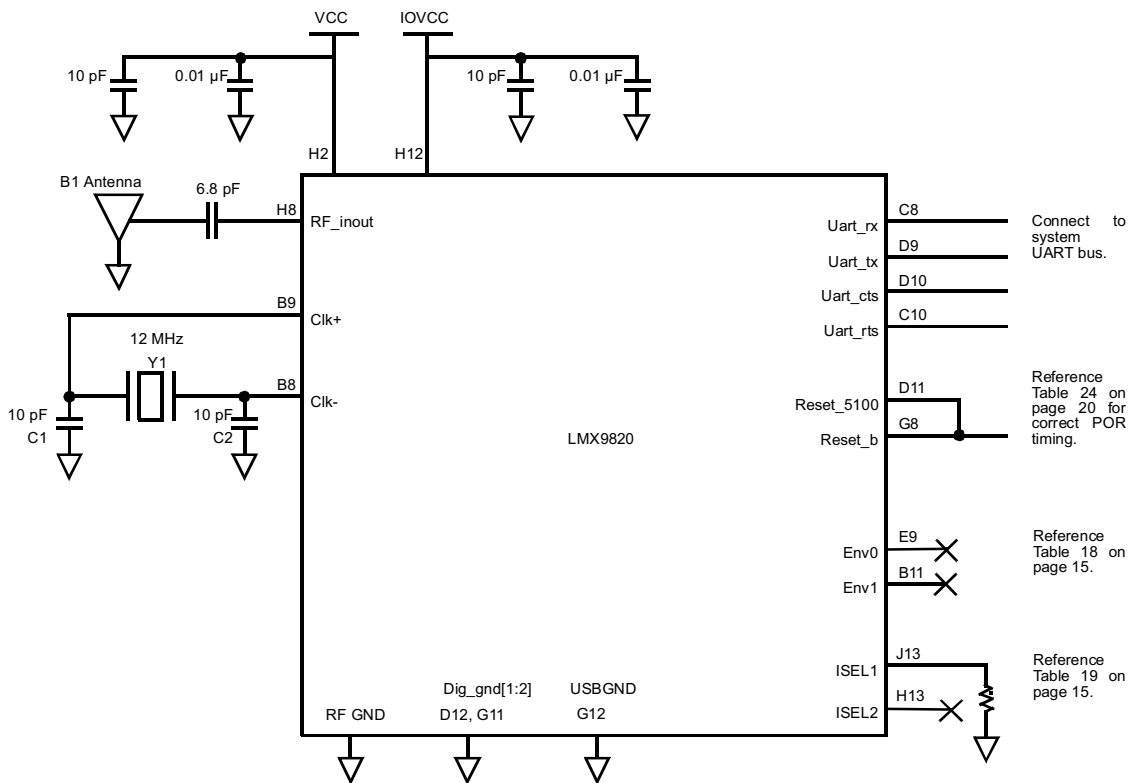 VCC IOVCC
10 pF 0.01 µF 10 pF 0.01 µF
H2 H12
B1 Antenna
6.8 pF
H8
RF_inout
B9
Clk+
12 MHz
Y1
B8
Clk-
10 pF
C1
10 pF
C2
LMX9820
C8
Uart_rx
D9
Uart_tx
D10
Uart_cts
C10
Uart_rts
Connect to
system
UART bus.
D11
Reset_5100
G8
Reset_b
Reference
Table 24 on
page 20 for
correct POR
timing.
E9
Env0
B11
Env1
Reference
Table 18 on
page 15.
J13
ISEL1
H13
ISEL2
Reference
Table 19 on
page 15.
RF GND
Dig_gnd[1:2]
D12, G11
USBGND
G12